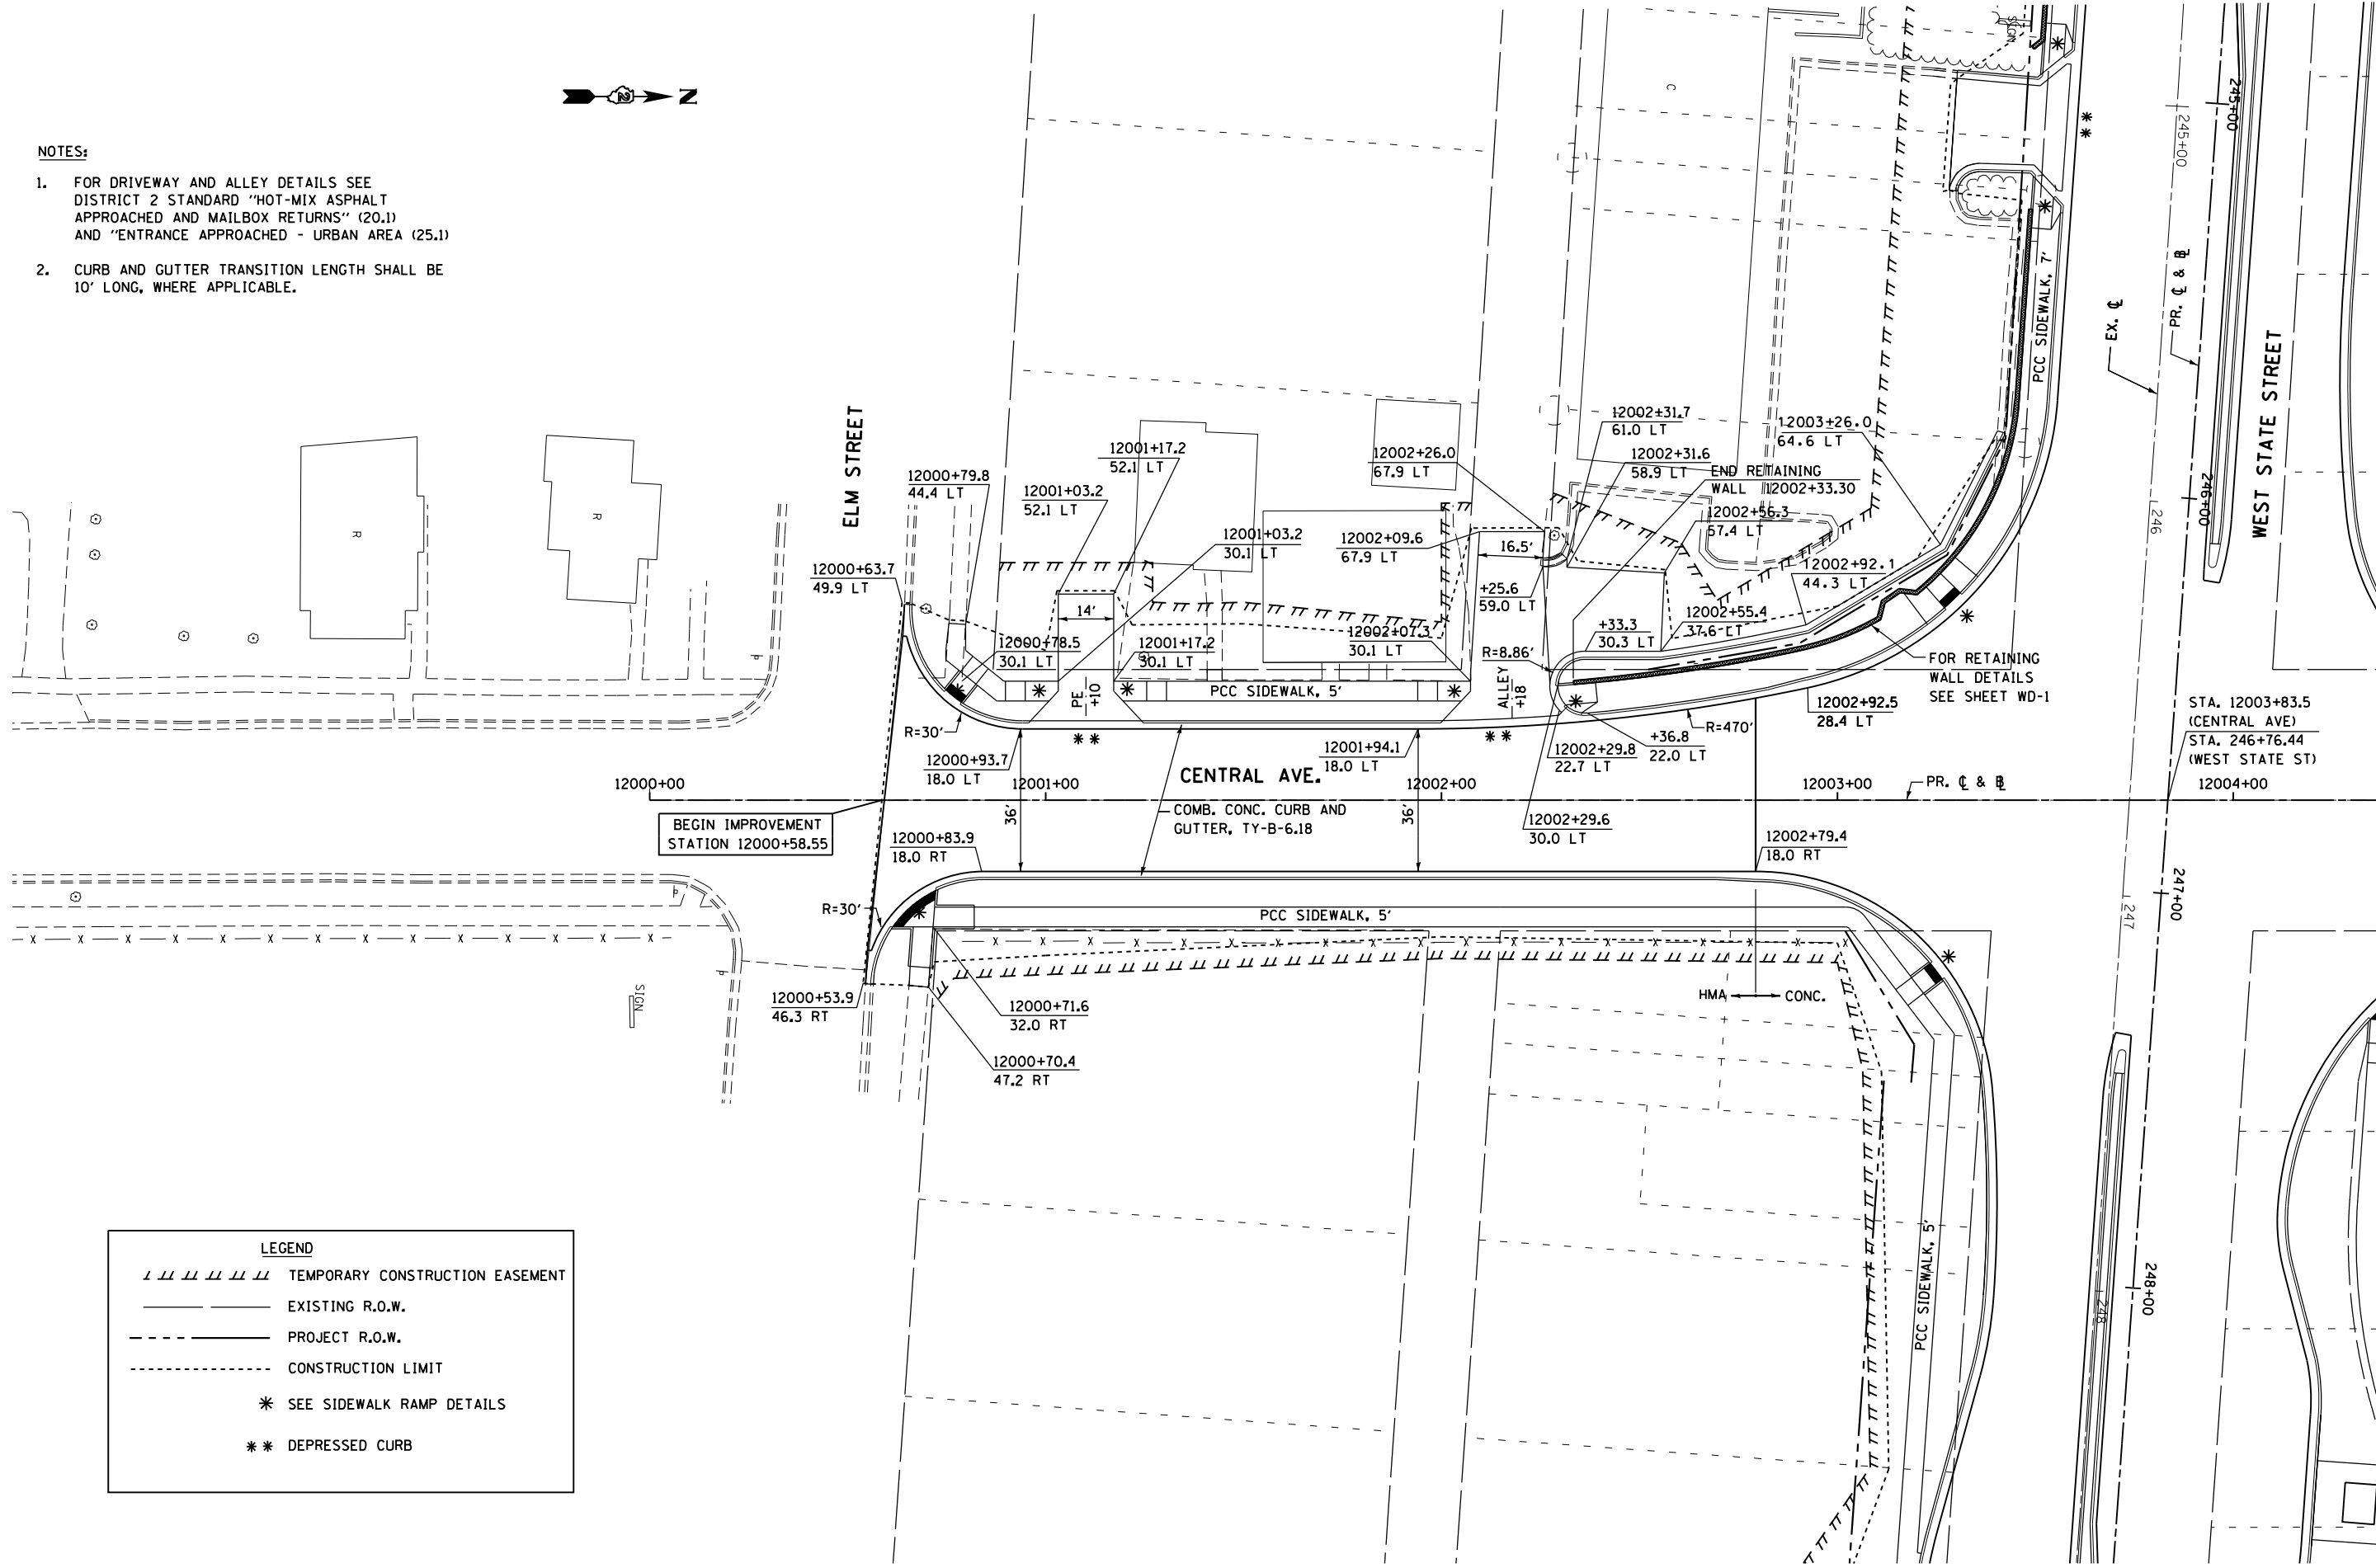 NOTES:
1. FOR DRIVEWAY AND ALLEY DETAILS SEE
DISTRICT 2 STANDARD "HOT-MIX ASPHALT
APPROACHED AND MAILBOX RETURNS" (20.1)
AND "ENTRANCE APPROACHED - URBAN AREA (25.1)
2. CURB AND GUTTER TRANSITION LENGTH SHALL BE
10' LONG, WHERE APPLICABLE.
2
N
SIGN
C
245+00
245+00
PCC SIDEWALK, 7'
EX. ℄
PR. ℄ & ⅊
WEST STATE STREET
246
246+00
R
R
ELM STREET
12000+79.8
44.4 LT
12001+03.2
52.1 LT
12001+17.2
52.1 LT
12001+03.2
30.1 LT
12000+63.7
49.9 LT
14'
12000+78.5
30.1 LT
12001+17.2
30.1 LT
12002+07.3
30.1 LT
12002+26.0
67.9 LT
12002+09.6
67.9 LT
16.5'
+25.6
59.0 LT
12002+31.7
61.0 LT
12002+31.6
58.9 LT
END RETAINING
WALL 12002+33.30
12003+26.0
64.6 LT
12002+56.3
57.4 LT
12002+92.1
44.3 LT
12002+55.4
37.6 LT
+33.3
30.3 LT
R=8.86'
PE
+10
ALLEY
+18
PCC SIDEWALK, 5'
FOR RETAINING
WALL DETAILS
SEE SHEET WD-1
12002+92.5
28.4 LT
R=470'
+36.8
22.0 LT
12002+29.8
22.7 LT
R=30'
12000+93.7
18.0 LT
12001+94.1
18.0 LT
**
**
**
STA. 12003+83.5
(CENTRAL AVE)
STA. 246+76.44
(WEST STATE ST)
P
CENTRAL AVE.
12000+00
12001+00
12002+00
12003+00
PR. ℄ & ⅊
12004+00
BEGIN IMPROVEMENT
STATION 12000+58.55
36'
COMB. CONC. CURB AND
GUTTER, TY-B-6.18
36'
12002+29.6
30.0 LT
12000+83.9
18.0 RT
12002+79.4
18.0 RT
247+00
247
P
R=30'
PCC SIDEWALK, 5'
P
SIGN
12000+53.9
46.3 RT
12000+71.6
32.0 RT
12000+70.4
47.2 RT
HMA
CONC.
PCC SIDEWALK, 5'
248
248+00
LEGEND
TEMPORARY CONSTRUCTION EASEMENT
EXISTING R.O.W.
PROJECT R.O.W.
CONSTRUCTION LIMIT
* SEE SIDEWALK RAMP DETAILS
** DEPRESSED CURB